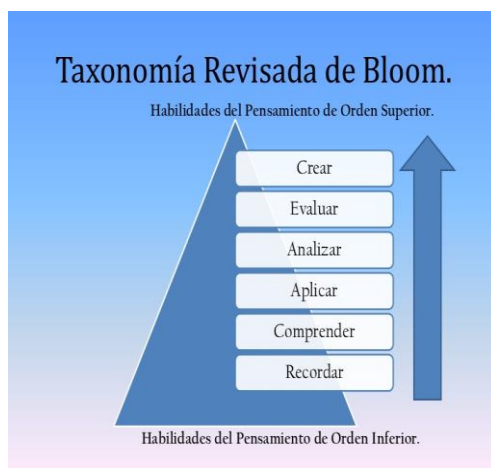 Taxonomía Revisada de Bloom.
Habilidades del Pensamiento de Orden Superior.
Crear
Evaluar
Analizar
Aplicar
Comprender
Recordar
Habilidades del Pensamiento de Orden Inferior.